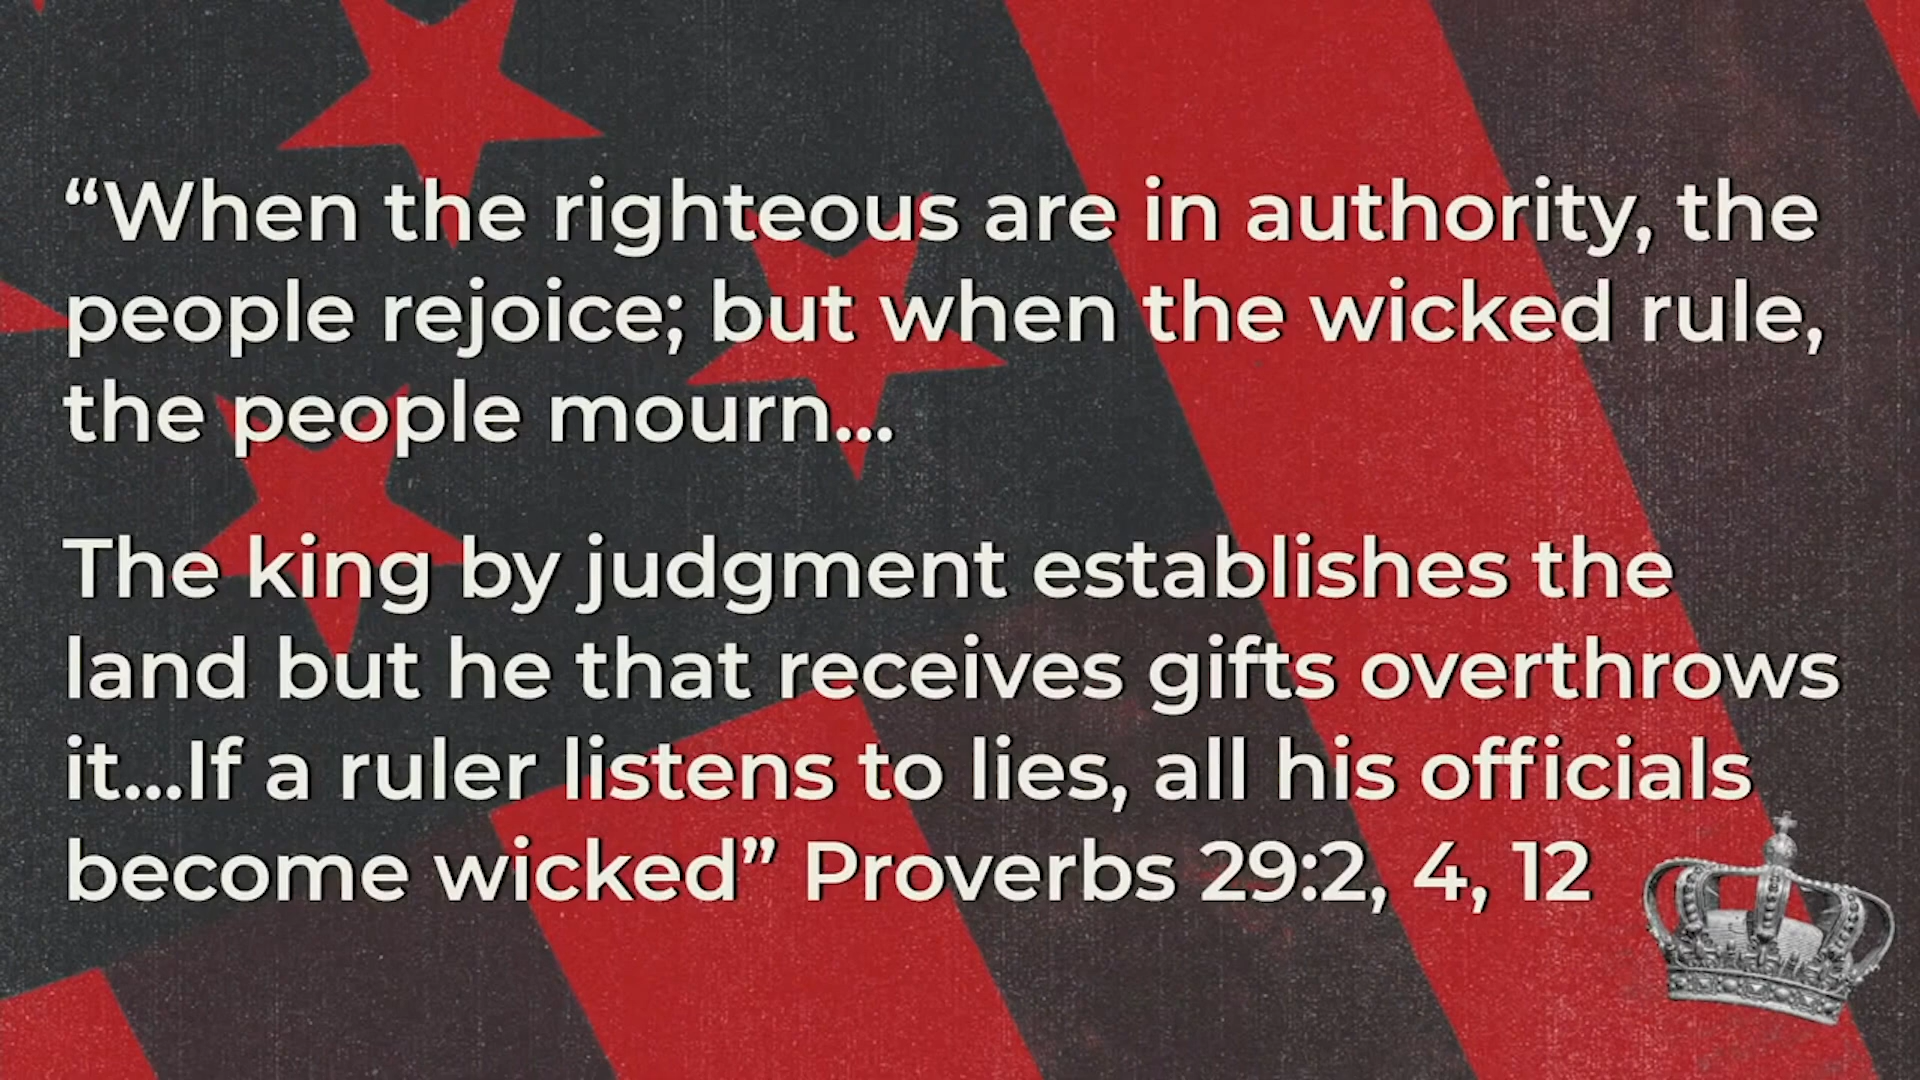 “When the righteous are in authority, the
people rejoice; but when the wicked rule,
the people mourn...
The king by judgment establishes the
land but he that receives gifts overthrows
it...If a ruler listens to lies, all his officials
become wicked” Proverbs 29:2, 4, 12